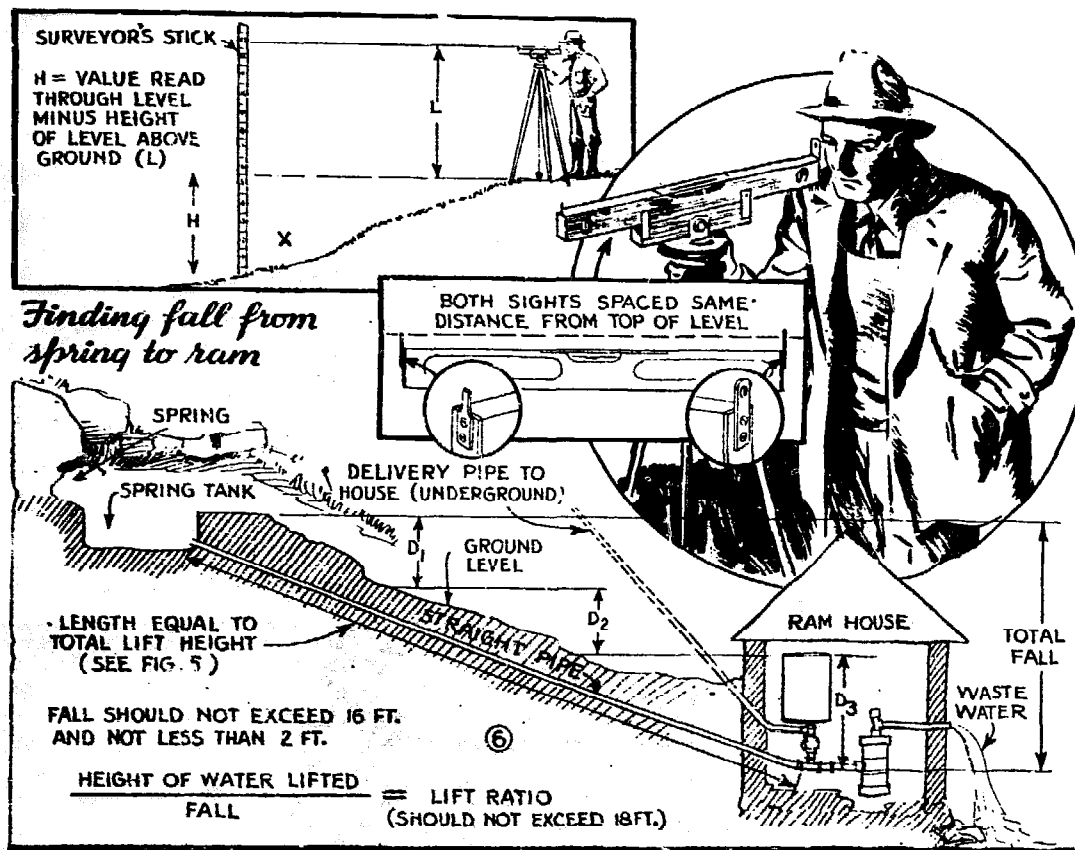 SURVEYOR'S STICK
H = VALUE READ
THROUGH LEVEL
MINUS HEIGHT
OF LEVEL ABOVE
GROUND (L)
L
H
X
BOTH SIGHTS SPACED SAME
DISTANCE FROM TOP OF LEVEL
Finding fall from
spring to ram
SPRING
SPRING TANK
DELIVERY PIPE TO
HOUSE (UNDERGROUND)
D1
GROUND
LEVEL
D2
STRAIGHT PIPE
LENGTH EQUAL TO
TOTAL LIFT HEIGHT
(SEE FIG. 5)
RAM HOUSE
D3
TOTAL
FALL
WASTE
WATER
FALL SHOULD NOT EXCEED 16 FT.
AND NOT LESS THAN 2 FT.
6
HEIGHT OF WATER LIFTED
FALL
= LIFT RATIO
(SHOULD NOT EXCEED 18FT.)